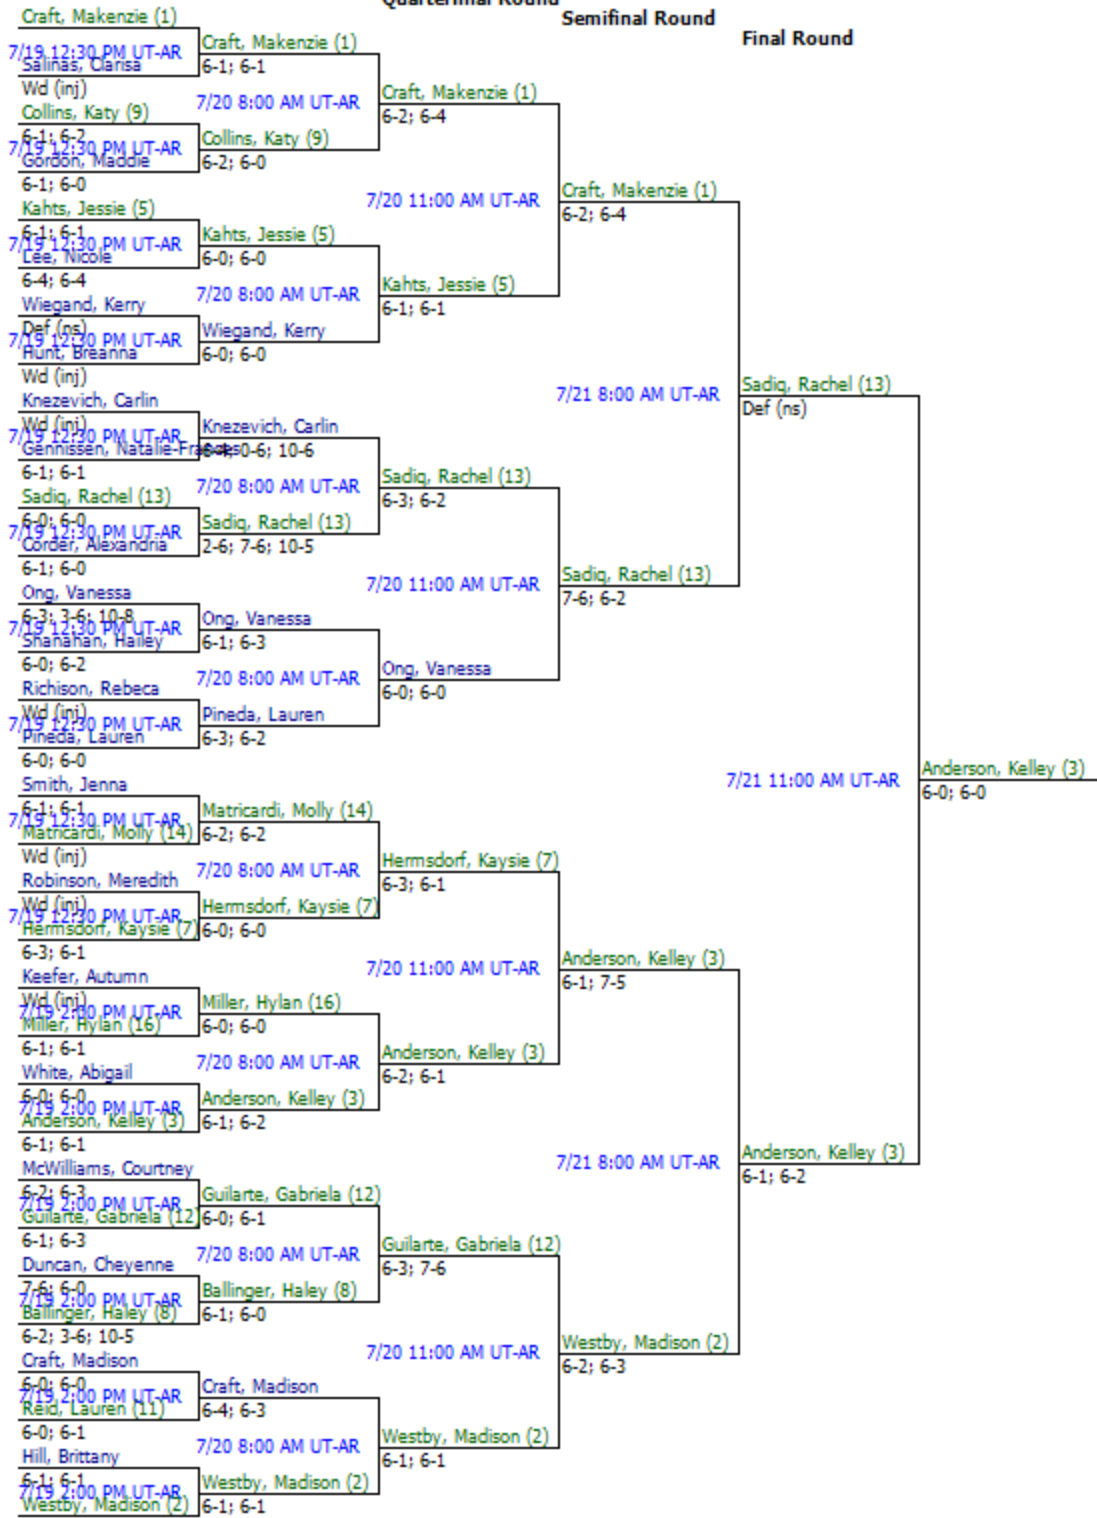 Quarterfinal Round
Semifinal Round
Final Round
Craft, Makenzie (1)
7/19 12:30 PM UT-AR
Salinas, Clarisa
Wd (inj)
Collins, Katy (9)
6-1; 6-2
7/19 12:30 PM UT-AR
Gordon, Maddie
6-1; 6-0
Kahts, Jessie (5)
6-1; 6-1
7/19 12:30 PM UT-AR
Lee, Nicole
6-4; 6-4
Wiegand, Kerry
Def (ns)
7/19 12:30 PM UT-AR
Hunt, Breanna
Wd (inj)
Knezevich, Carlin
Wd (inj)
7/19 12:30 PM UT-AR
Gennissen, Natalie-Frances
6-1; 6-1
Sadiq, Rachel (13)
6-0; 6-0
7/19 12:30 PM UT-AR
Corder, Alexandria
6-1; 6-0
Ong, Vanessa
6-3; 3-6; 10-8
7/19 12:30 PM UT-AR
Shanahan, Hailey
6-0; 6-2
Richison, Rebeca
Wd (inj)
7/19 12:30 PM UT-AR
Pineda, Lauren
6-0; 6-0
Smith, Jenna
6-1; 6-1
7/19 12:30 PM UT-AR
Matricardi, Molly (14)
Wd (inj)
Robinson, Meredith
Wd (inj)
7/19 12:30 PM UT-AR
Hermsdorf, Kaysie (7)
6-3; 6-1
Keefer, Autumn
Wd (inj)
7/19 2:00 PM UT-AR
Miller, Hylan (16)
6-1; 6-1
White, Abigail
6-0; 6-0
7/19 2:00 PM UT-AR
Anderson, Kelley (3)
6-1; 6-1
McWilliams, Courtney
6-2; 6-3
7/19 2:00 PM UT-AR
Guilarte, Gabriela (12)
6-1; 6-3
Duncan, Cheyenne
7-6; 6-0
7/19 2:00 PM UT-AR
Ballinger, Haley (8)
6-2; 3-6; 10-5
Craft, Madison
6-0; 6-0
7/19 2:00 PM UT-AR
Reid, Lauren (11)
6-0; 6-1
Hill, Brittany
6-1; 6-1
7/19 2:00 PM UT-AR
Westby, Madison (2)
Craft, Makenzie (1)
6-1; 6-1
7/20 8:00 AM UT-AR
Collins, Katy (9)
6-2; 6-0
Kahts, Jessie (5)
6-0; 6-0
7/20 8:00 AM UT-AR
Wiegand, Kerry
6-0; 6-0
Knezevich, Carlin
6-4; 0-6; 10-6
7/20 8:00 AM UT-AR
Sadiq, Rachel (13)
2-6; 7-6; 10-5
Ong, Vanessa
6-1; 6-3
7/20 8:00 AM UT-AR
Pineda, Lauren
6-3; 6-2
Matricardi, Molly (14)
6-2; 6-2
7/20 8:00 AM UT-AR
Hermsdorf, Kaysie (7)
6-0; 6-0
Miller, Hylan (16)
6-0; 6-0
7/20 8:00 AM UT-AR
Anderson, Kelley (3)
6-1; 6-2
Guilarte, Gabriela (12)
6-0; 6-1
7/20 8:00 AM UT-AR
Ballinger, Haley (8)
6-1; 6-0
Craft, Madison
6-4; 6-3
7/20 8:00 AM UT-AR
Westby, Madison (2)
6-1; 6-1
Craft, Makenzie (1)
6-2; 6-4
7/20 11:00 AM UT-AR
Kahts, Jessie (5)
6-1; 6-1
Sadiq, Rachel (13)
6-3; 6-2
7/20 11:00 AM UT-AR
Ong, Vanessa
6-0; 6-0
Hermsdorf, Kaysie (7)
6-3; 6-1
7/20 11:00 AM UT-AR
Anderson, Kelley (3)
6-2; 6-1
Guilarte, Gabriela (12)
6-3; 7-6
7/20 11:00 AM UT-AR
Westby, Madison (2)
6-1; 6-1
Craft, Makenzie (1)
6-2; 6-4
7/21 8:00 AM UT-AR
Sadiq, Rachel (13)
7-6; 6-2
Anderson, Kelley (3)
6-1; 7-5
7/21 8:00 AM UT-AR
Westby, Madison (2)
6-2; 6-3
Sadiq, Rachel (13)
Def (ns)
7/21 11:00 AM UT-AR
Anderson, Kelley (3)
6-1; 6-2
Anderson, Kelley (3)
6-0; 6-0